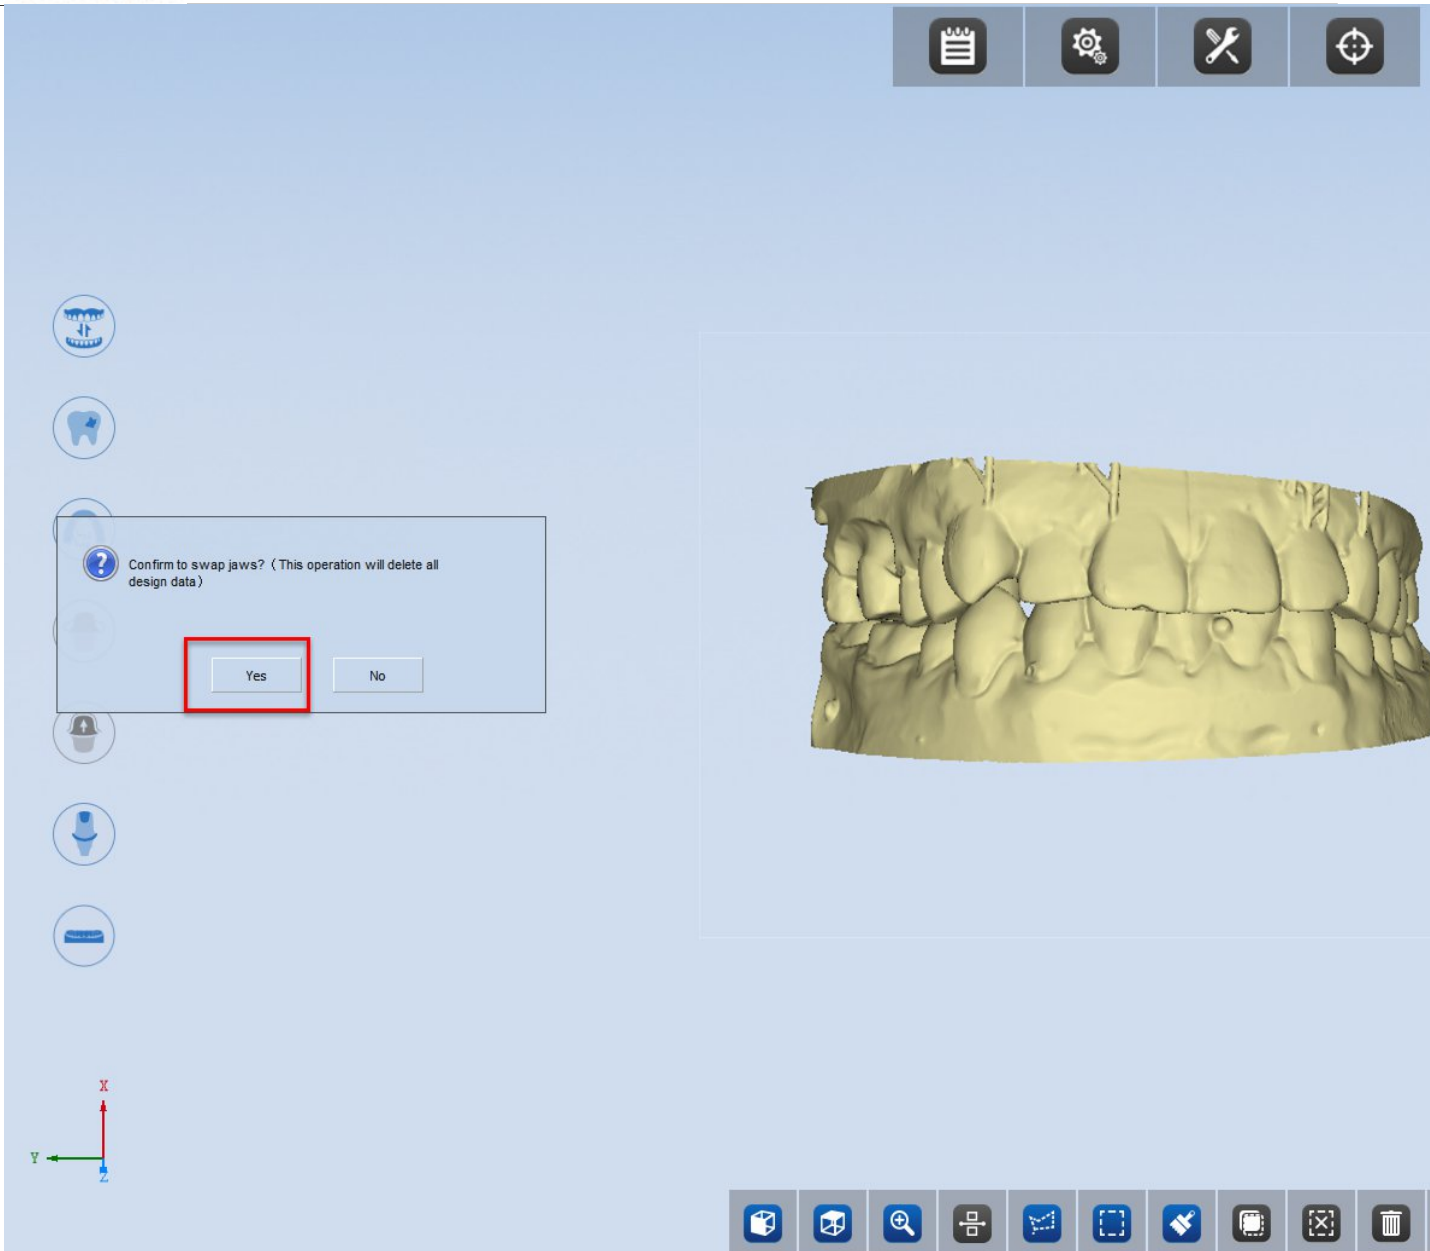 Confirm to swap jaws?（This operation will delete all
design data）
Yes
No
X
Y
Z